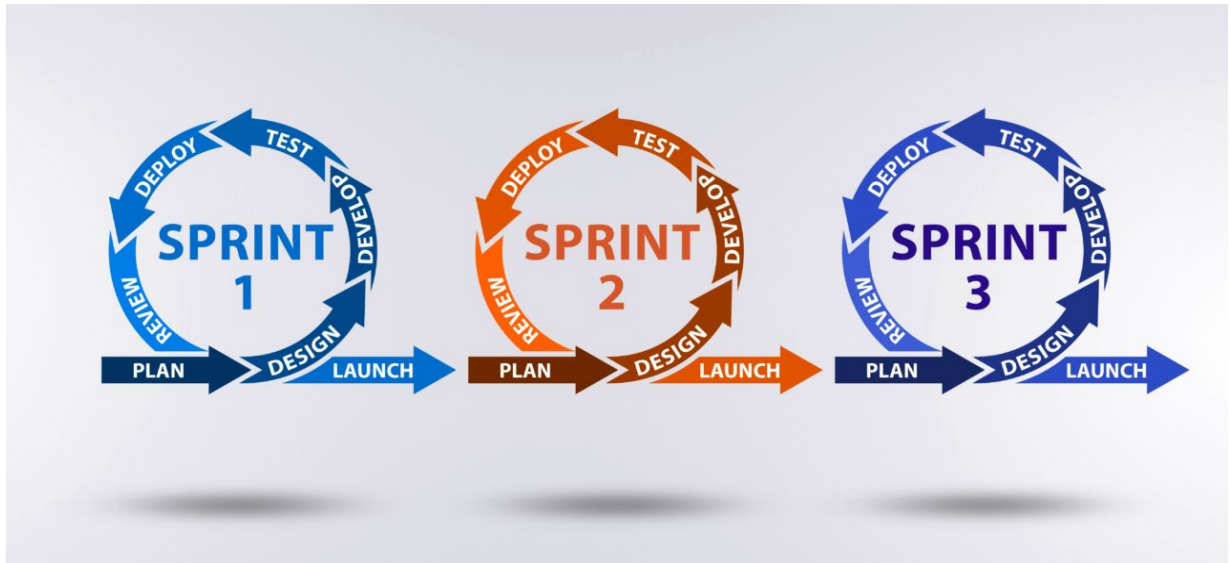 SPRINT
1
PLAN
DESIGN
DEVELOP
TEST
DEPLOY
REVIEW
LAUNCH
SPRINT
2
PLAN
DESIGN
DEVELOP
TEST
DEPLOY
REVIEW
LAUNCH
SPRINT
3
PLAN
DESIGN
DEVELOP
TEST
DEPLOY
REVIEW
LAUNCH